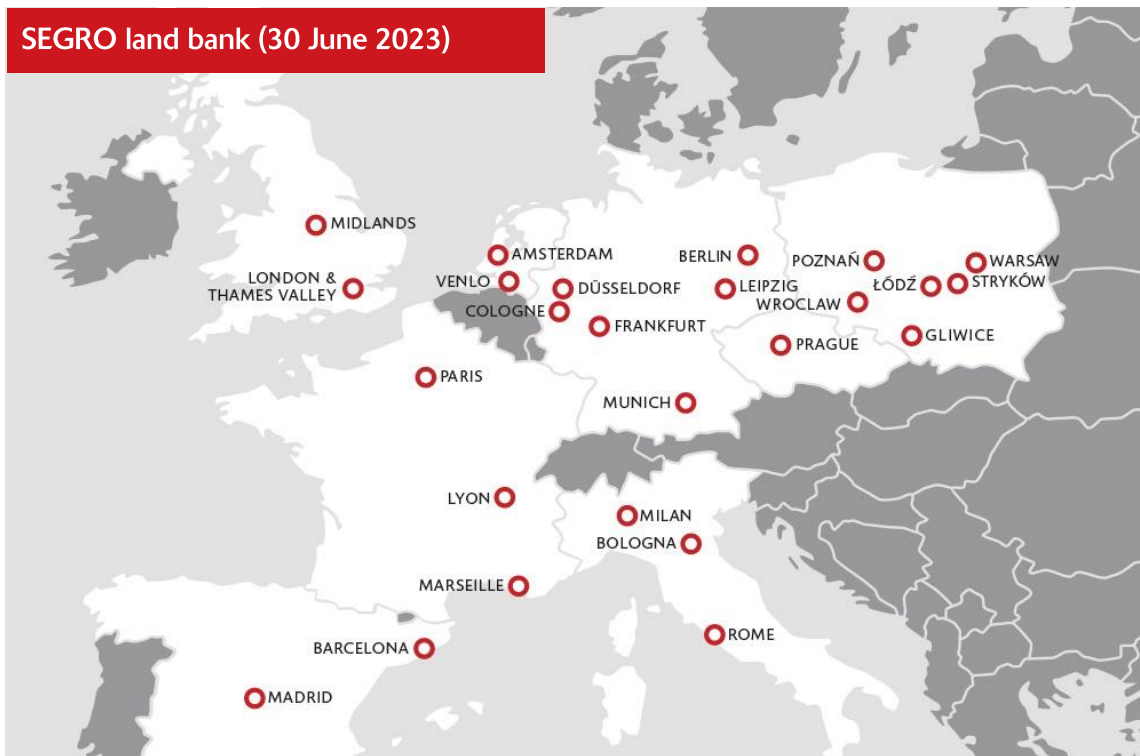 SEGRO land bank (30 June 2023)
MIDLANDS
LONDON &
THAMES VALLEY
AMSTERDAM
VENLO
DÜSSELDORF
COLOGNE
FRANKFURT
BERLIN
LEIPZIG
POZNAŃ
WARSAW
ŁÓDŹ
STRYKÓW
WROCLAW
GLIWICE
PRAGUE
PARIS
MUNICH
LYON
MILAN
BOLOGNA
MARSEILLE
ROME
BARCELONA
MADRID